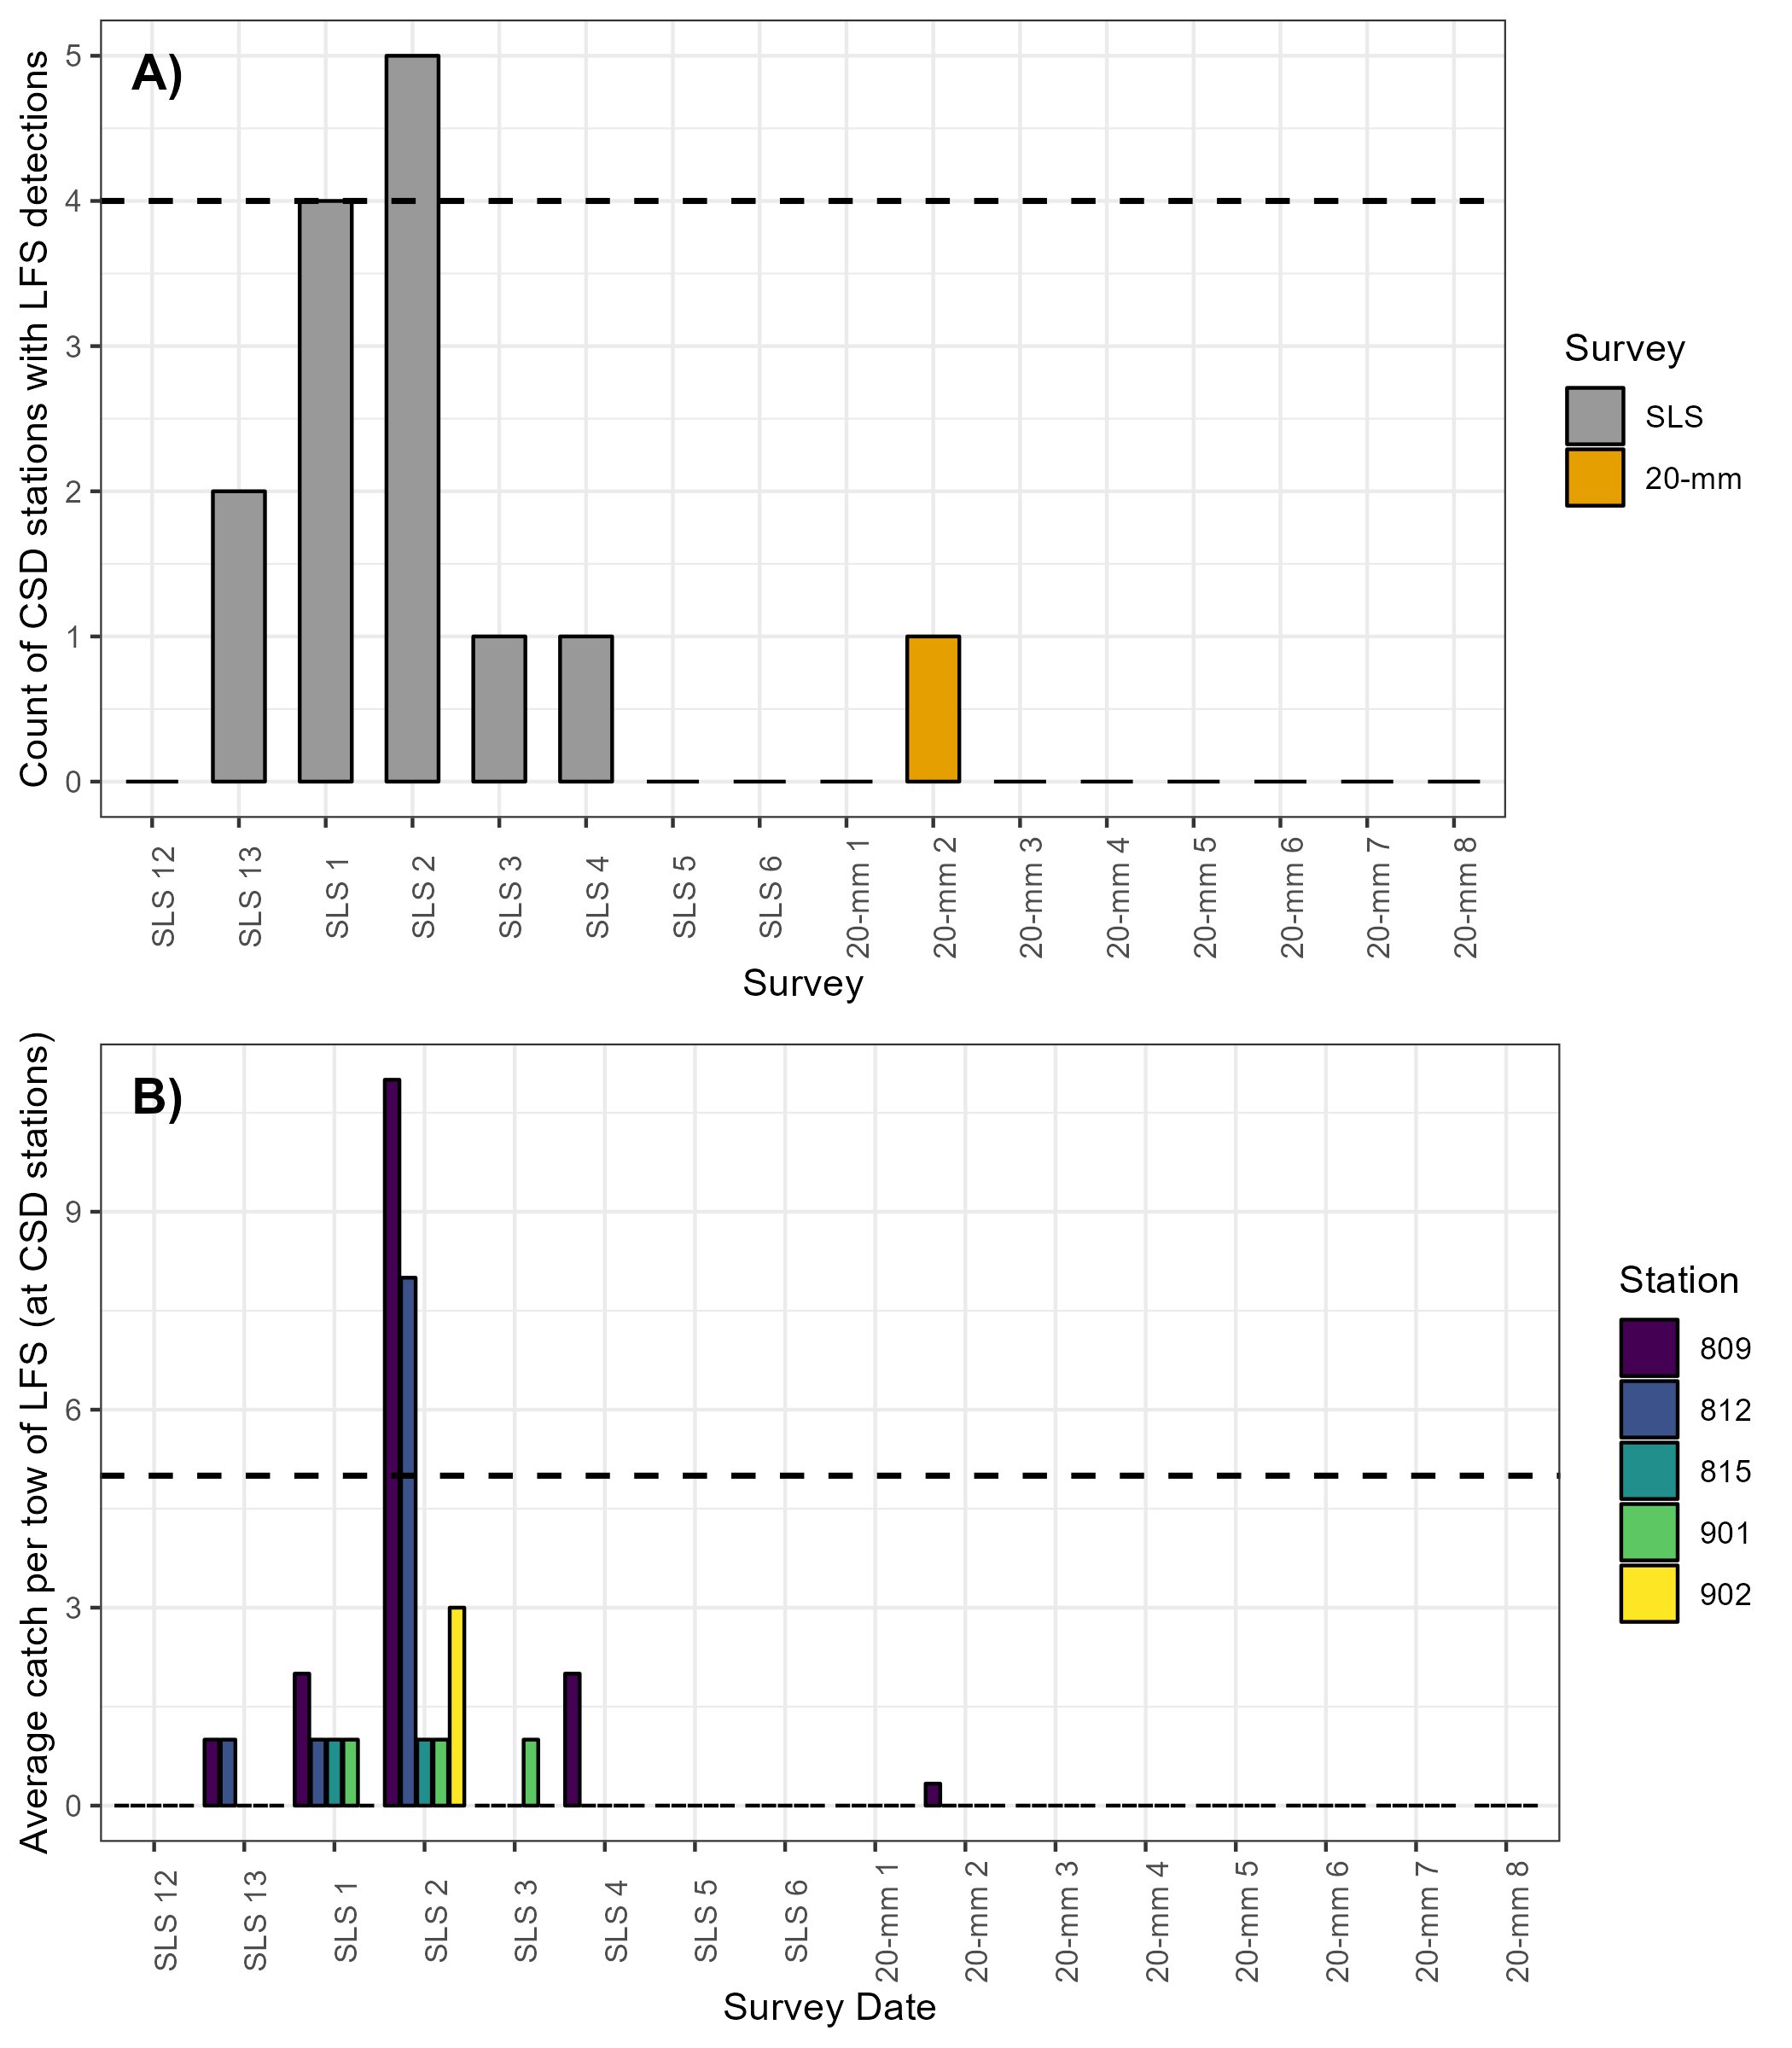 A)
Count of CSD stations with LFS detections
5
4
3
2
1
0
SLS 12
SLS 13
SLS 1
SLS 2
SLS 3
SLS 4
SLS 5
SLS 6
20-mm 1
20-mm 2
20-mm 3
20-mm 4
20-mm 5
20-mm 6
20-mm 7
20-mm 8
Survey
Survey
SLS
20-mm
B)
Average catch per tow of LFS (at CSD stations)
9
6
3
0
SLS 12
SLS 13
SLS 1
SLS 2
SLS 3
SLS 4
SLS 5
SLS 6
20-mm 1
20-mm 2
20-mm 3
20-mm 4
20-mm 5
20-mm 6
20-mm 7
20-mm 8
Survey Date
Station
809
812
815
901
902